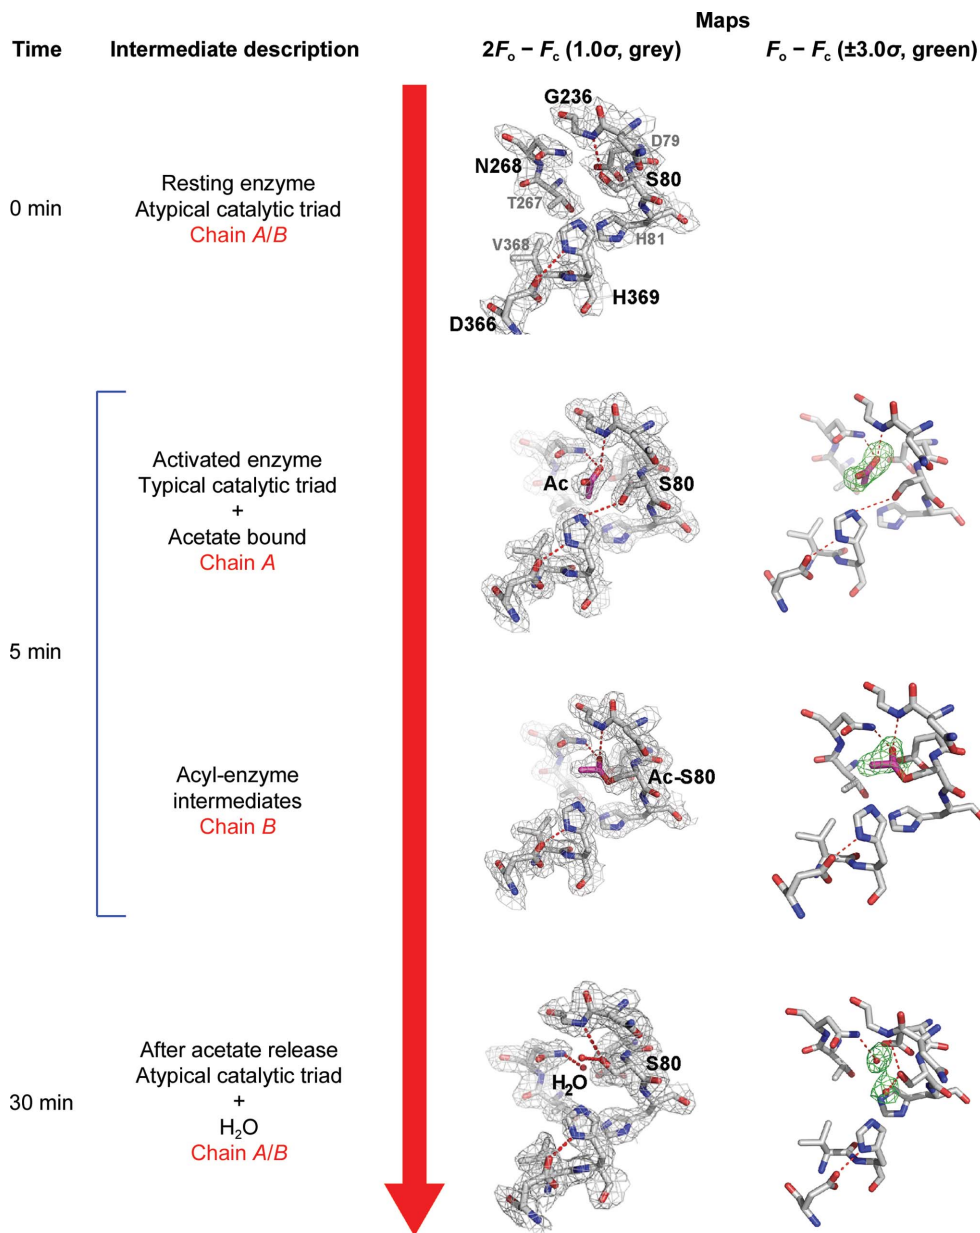 Maps
Time Intermediate description 2Fₒ − F꜀ (1.0σ, grey) Fₒ − F꜀ (±3.0σ, green)
G236
D79
N268
S80
T267
V368
H81
H369
D366
0 min
Resting enzyme
Atypical catalytic triad
Chain A/B
5 min
Activated enzyme
Typical catalytic triad
+
Acetate bound
Chain A
Ac
S80
Acyl-enzyme
intermediates
Chain B
Ac-S80
30 min
After acetate release
Atypical catalytic triad
+
H₂O
Chain A/B
S80
H₂O